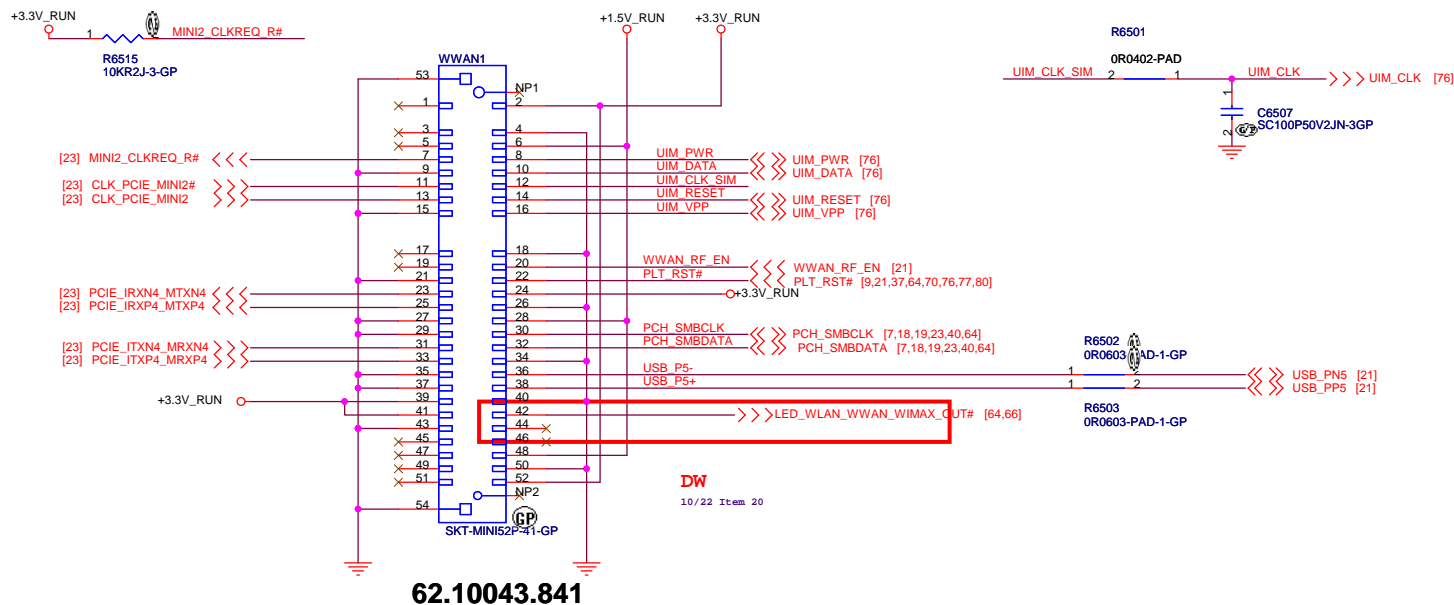 +3.3V_RUN
1
MINI2_CLKREQ_R#
R6515
10KR2J-3-GP
+1.5V_RUN
+3.3V_RUN
R6501
0R0402-PAD
UIM_CLK_SIM
2
1
UIM_CLK
UIM_CLK [76]
1
2
C6507
SC100P50V2JN-3GP
WWAN1
53
NP1
1
2
3
4
5
6
[23] MINI2_CLKREQ_R#
7
8
UIM_PWR
UIM_PWR [76]
9
10
UIM_DATA
UIM_DATA [76]
[23] CLK_PCIE_MINI2#
11
12
UIM_CLK_SIM
[23] CLK_PCIE_MINI2
13
14
UIM_RESET
UIM_RESET [76]
15
16
UIM_VPP
UIM_VPP [76]
17
18
19
20
WWAN_RF_EN
WWAN_RF_EN [21]
21
22
PLT_RST#
PLT_RST# [9,21,37,64,70,76,77,80]
[23] PCIE_IRXN4_MTXN4
23
24
+3.3V_RUN
[23] PCIE_IRXP4_MTXP4
25
26
27
28
29
30
PCH_SMBCLK
PCH_SMBCLK [7,18,19,23,40,64]
[23] PCIE_ITXN4_MRXN4
31
32
PCH_SMBDATA
PCH_SMBDATA [7,18,19,23,40,64]
[23] PCIE_ITXP4_MRXP4
33
34
R6502
0R0603-PAD-1-GP
35
36
USB_P5-
1
2
USB_PN5 [21]
37
38
USB_P5+
1
2
USB_PP5 [21]
R6503
0R0603-PAD-1-GP
+3.3V_RUN
39
40
41
42
LED_WLAN_WWAN_WIMAX_OUT# [64,66]
43
44
45
46
47
48
49
50
51
52
NP2
54
GP
SKT-MINI52P-41-GP
DW
10/22 Item 20
62.10043.841